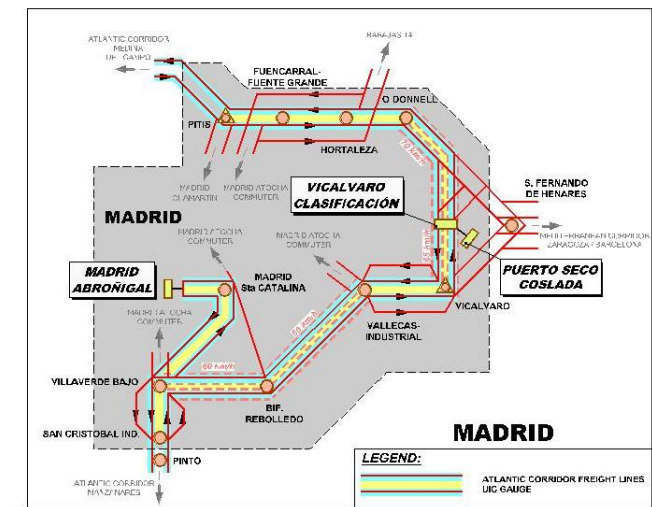 ATLANTIC CORRIDOR
MEDINA
DEL CAMPO
BARAJAS T4
FUENCARRAL-
FUENTE GRANDE
O DONNELL
PITIS
HORTALEZA
70 km/h
MADRID
CHAMARTÍN
MADRID ATOCHA
COMMUTER
S. FERNANDO
DE HENARES
VICALVARO
CLASIFICACIÓN
MADRID
MADRID ATOCHA
COMMUTER
MADRID ATOCHA
COMMUTER
MEDITERRANEAN CORRIDOR
ZARAGOZA / BARCELONA
65 km/h
MADRID
ABROÑIGAL
MADRID
Sta CATALINA
PUERTO SECO
COSLADA
VICALVARO
MADRID ATOCHA
COMMUTER
VALLECAS-
INDUSTRIAL
60 km/h
60 km/h
VILLAVERDE BAJO
BIF.
REBOLLEDO
SAN CRISTOBAL IND.
MADRID
PINTO
LEGEND:
ATLANTIC CORRIDOR
MANZANARES
ATLANTIC CORRIDOR FREIGHT LINES
UIC GAUGE